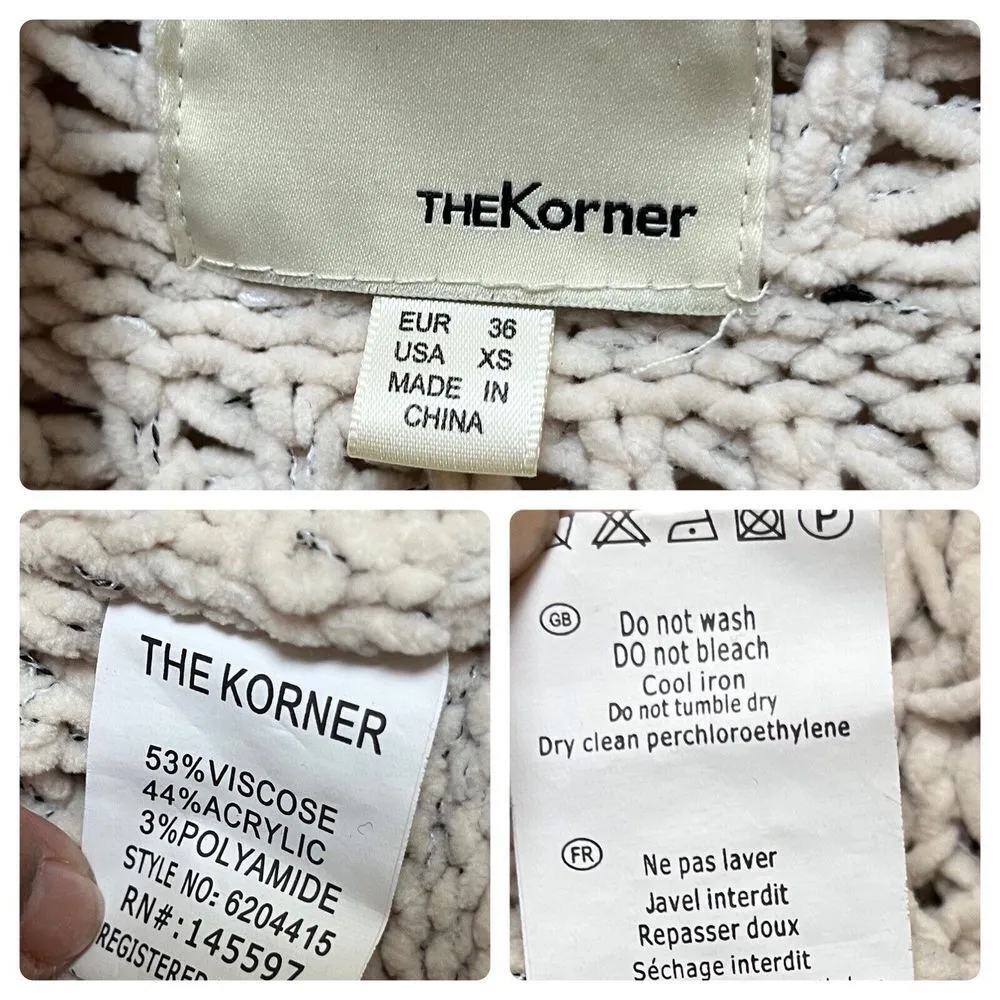 THEKorner
EUR 36
USA XS
MADE IN
CHINA
THE KORNER
53%VISCOSE
44%ACRYLIC
3%POLYAMIDE
STYLE NO: 6204415
RN#:145597
REGISTERED
P
GB
Do not wash
DO not bleach
Cool iron
Do not tumble dry
Dry clean perchloroethylene
FR
Ne pas laver
Javel interdit
Repasser doux
Séchage interdit